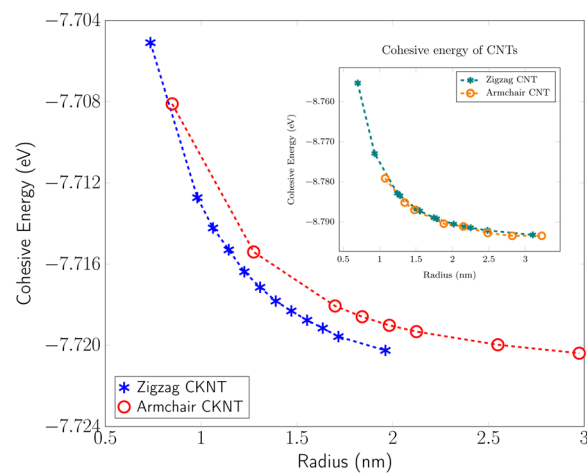 −7.704
−7.708
−7.712
−7.716
−7.720
−7.724
Cohesive Energy (eV)
0.5
1
1.5
2
2.5
3
Radius (nm)
Zigzag CKNT
Armchair CKNT
Cohesive energy of CNTs
Zigzag CNT
Armchair CNT
−8.760
−8.770
−8.780
−8.790
Cohesive Energy (eV)
0.5
1
1.5
2
2.5
3
Radius (nm)